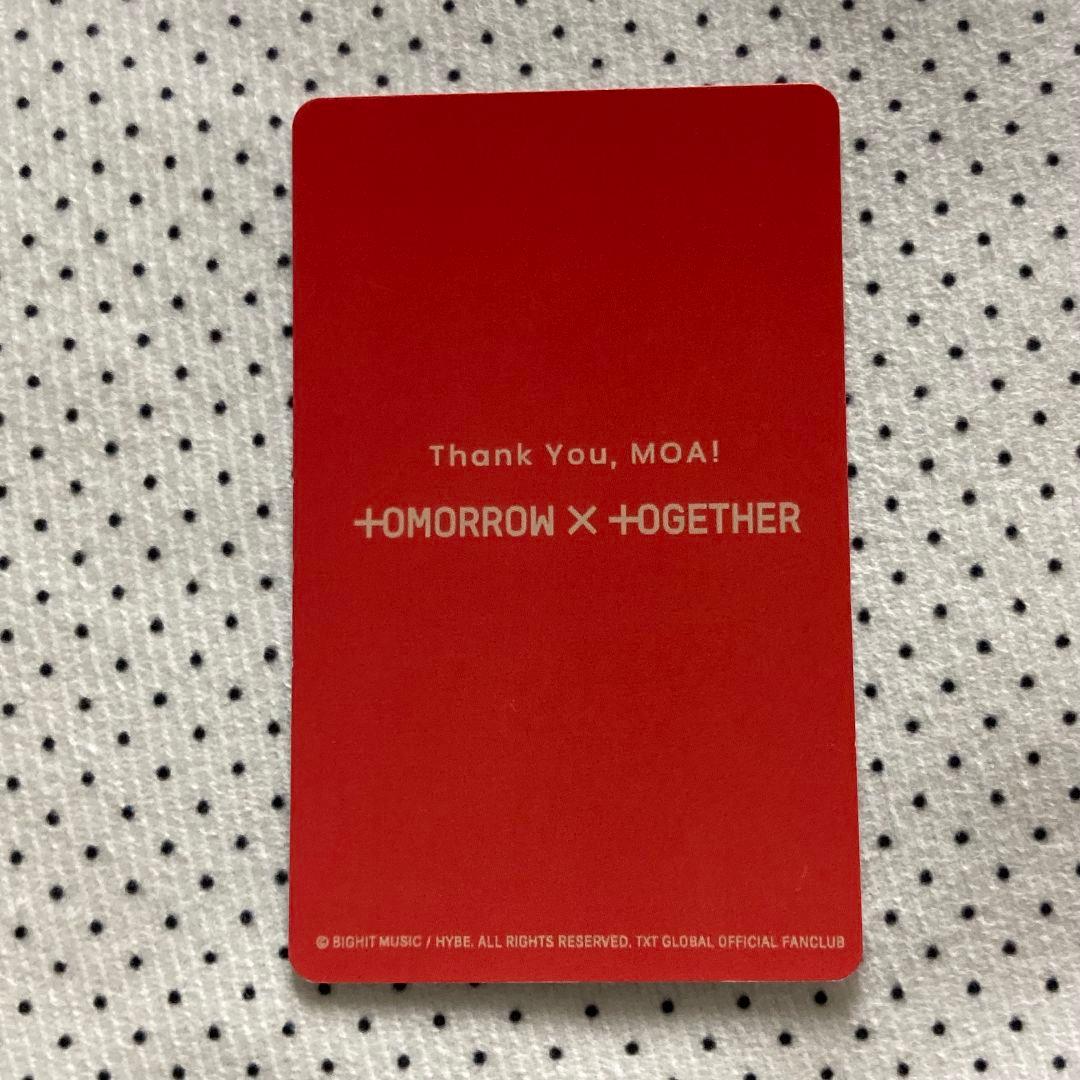 Thank You, MOA!
TOMORROW X TOGETHER
© BIGHIT MUSIC / HYBE. ALL RIGHTS RESERVED. TXT GLOBAL OFFICIAL FANCLUB